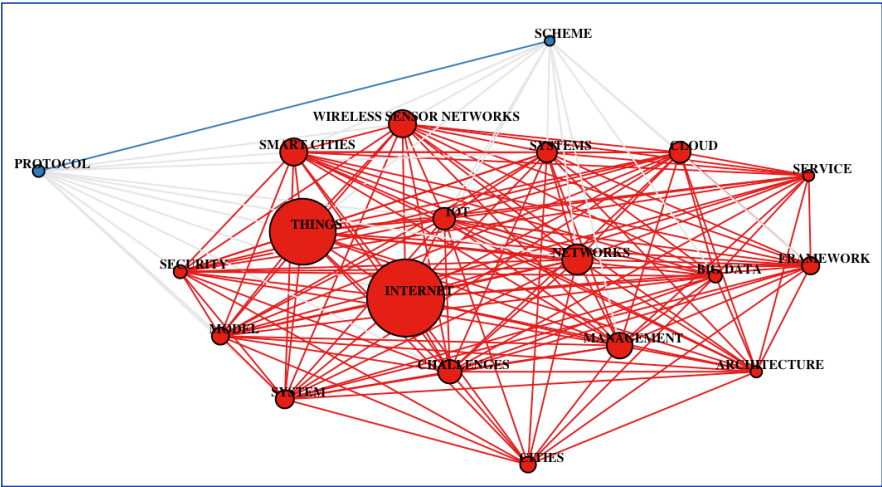 SCHEME
WIRELESS SENSOR NETWORKS
SMART CITIES
SYSTEMS
CLOUD
PROTOCOL
SERVICE
IOT
THINGS
NETWORKS
FRAMEWORK
SECURITY
BIG DATA
INTERNET
MODEL
MANAGEMENT
CHALLENGES
ARCHITECTURE
SYSTEM
CITIES